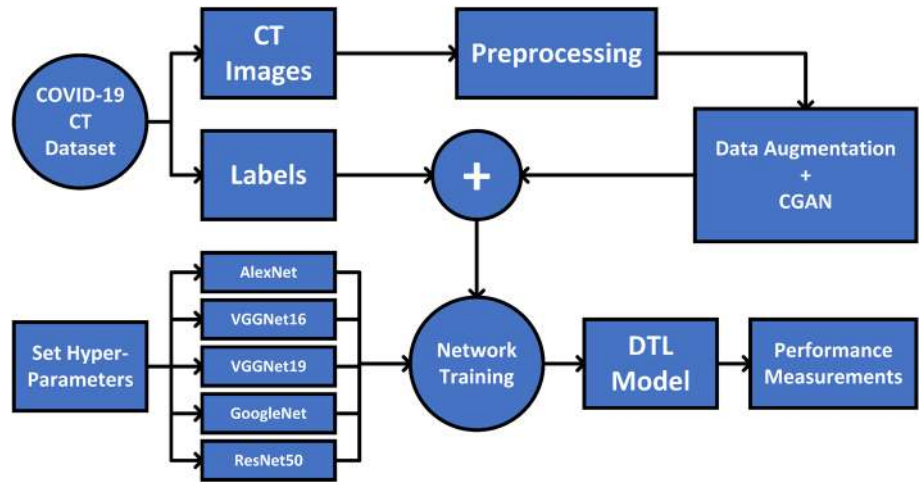 CT
Images
Preprocessing
COVID-19
CT
Dataset
Labels
+
Data Augmentation
+
CGAN
AlexNet
VGGNet16
VGGNet19
GoogleNet
ResNet50
Set Hyper-
Parameters
Network
Training
DTL
Model
Performance
Measurements